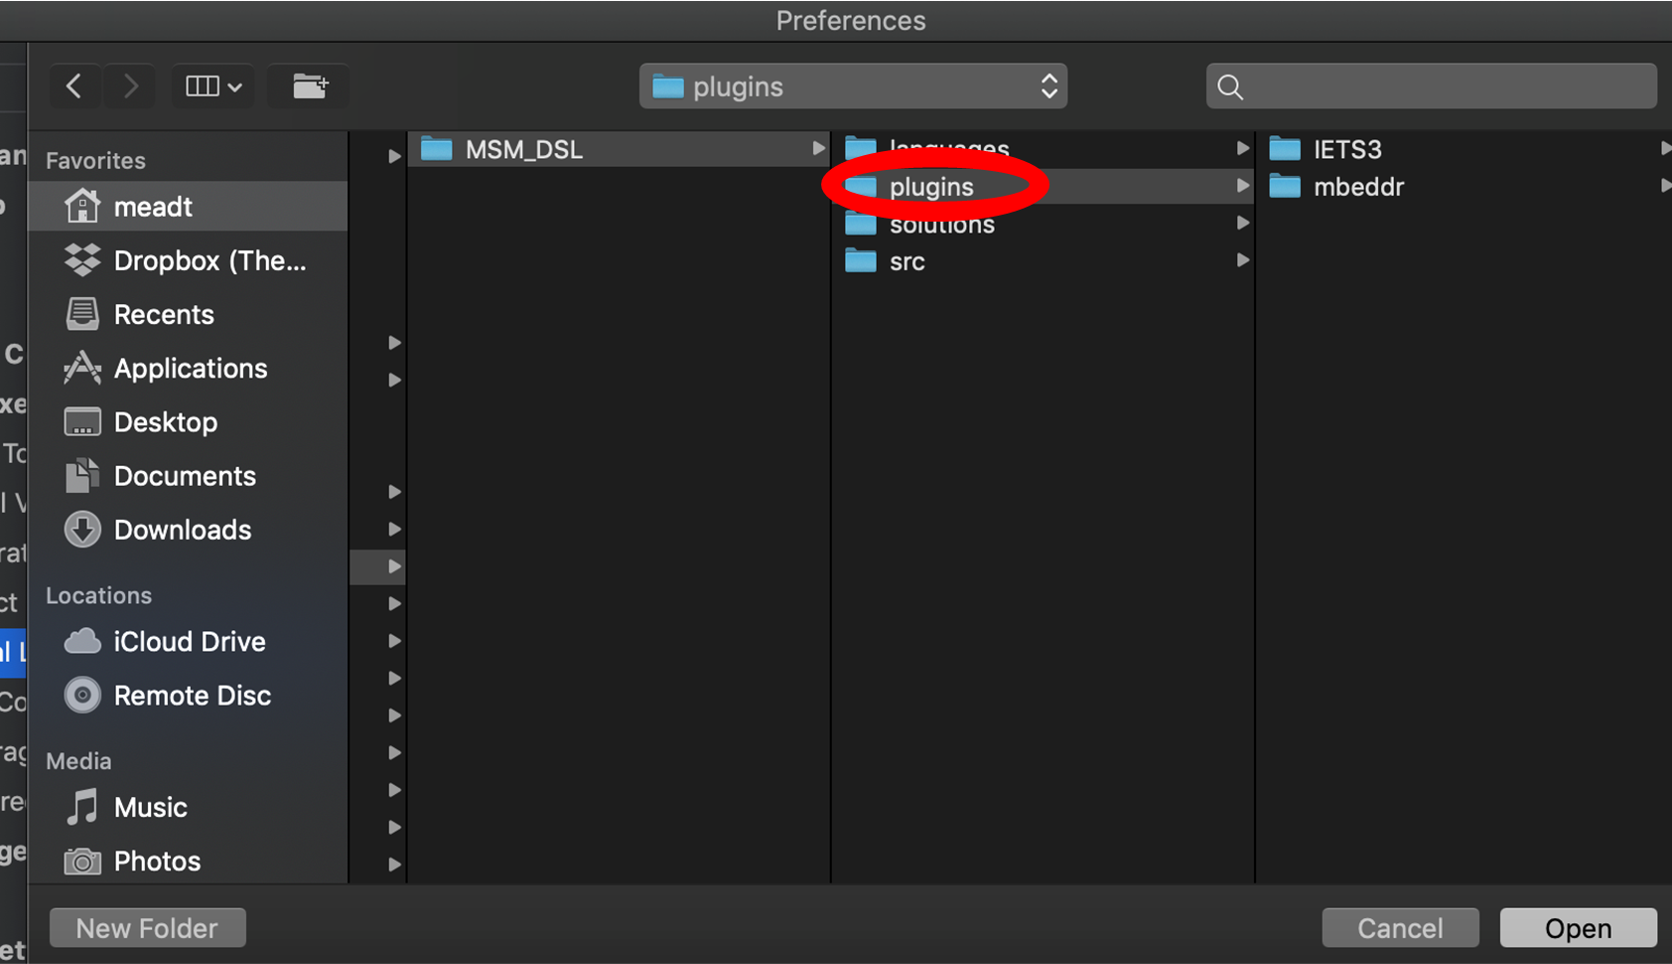 Preferences
plugins
Favorites
meadt
Dropbox (The...
Recents
Applications
Desktop
Documents
Downloads
Locations
iCloud Drive
Remote Disc
Media
Music
Photos
MSM_DSL
languages
plugins
solutions
src
IETS3
mbeddr
New Folder
Cancel
Open